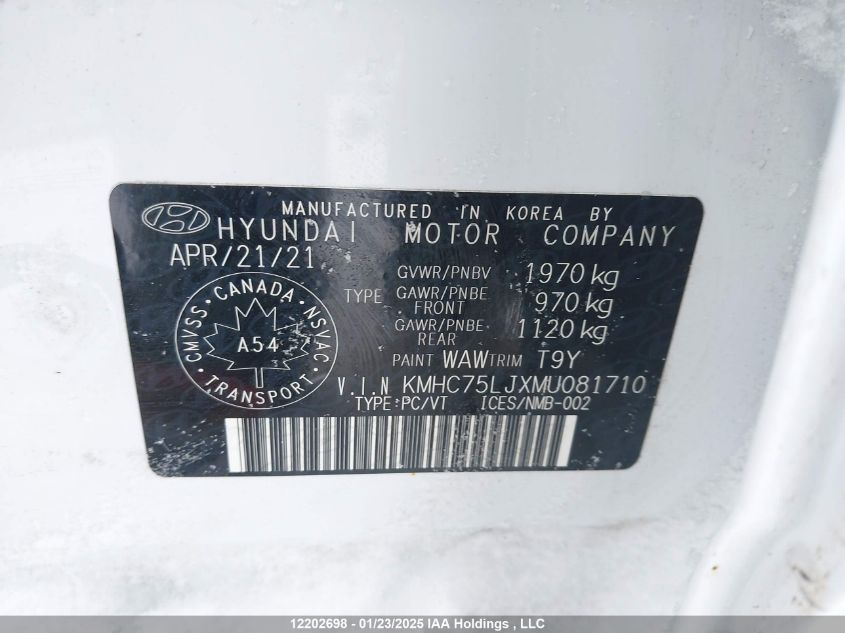 MANUFACTURED IN KOREA BY
HYUNDAI MOTOR COMPANY
APR/21/21
GVWR/PNBV 1970 kg
TYPE GAWR/PNBE FRONT 970 kg
GAWR/PNBE REAR 1120 kg
PAINT WAW TRIM T9Y
CMVSS · CANADA · NSVAC
A54
TRANSPORT
V.I.N KMHC75LJXMU081710
TYPE:PC/VT ICES/NMB-002
12202698 - 01/23/2025 IAA Holdings , LLC